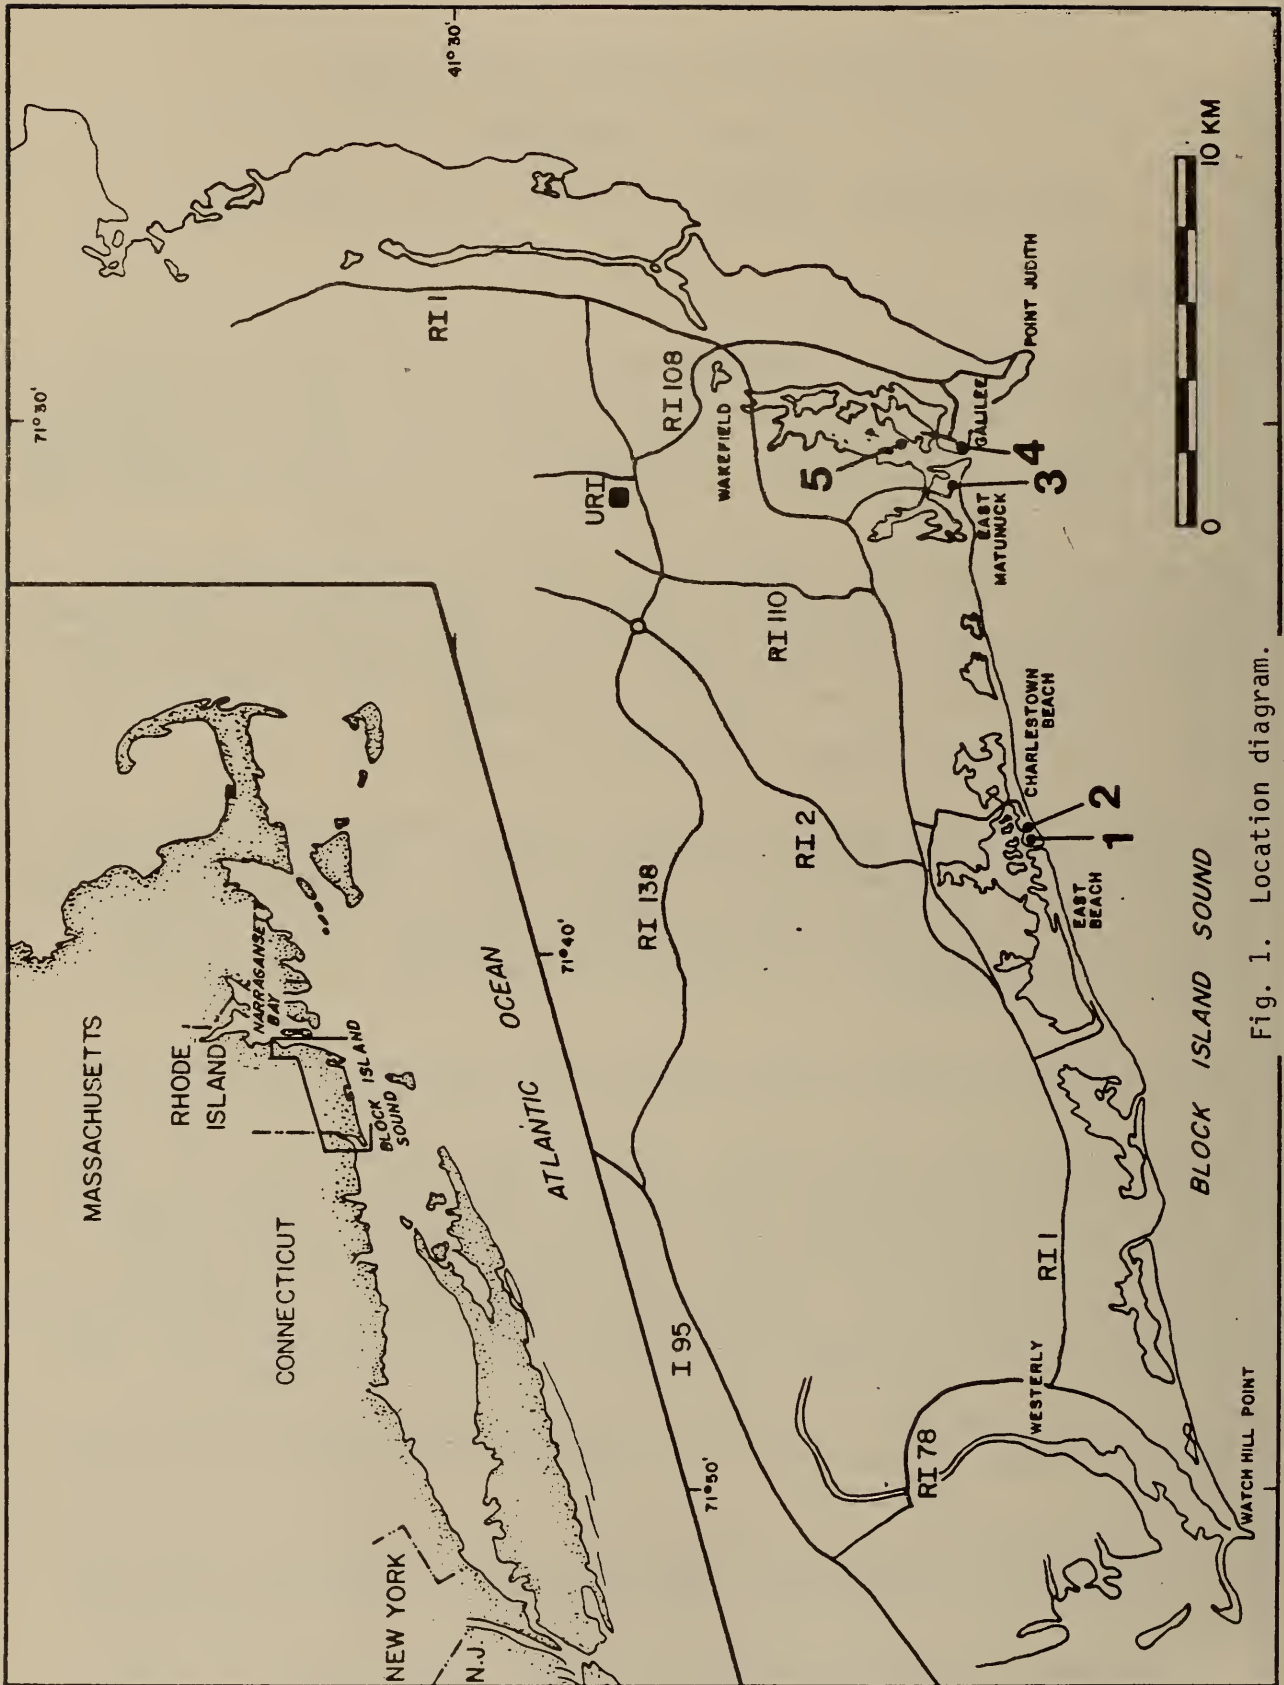 MASSACHUSETTS
RHODE
ISLAND
NARRAGANSETT
BAY
CONNECTICUT
BLOCK ISLAND
SOUND
NEW YORK
N.J.
ATLANTIC OCEAN
71° 30'
41° 30'
71° 40'
71° 50'
RI 1
RI 108
URI
WAKEFIELD
RI 110
RI 138
RI 2
I 95
RI 78
WESTERLY
RI 1
5
GALILEE
4
3
POINT JUDITH
EAST
MATUNUCK
CHARLESTOWN
BEACH
2
1
EAST
BEACH
WATCH HILL POINT
BLOCK ISLAND SOUND
0 10 KM
Fig. 1. Location diagram.